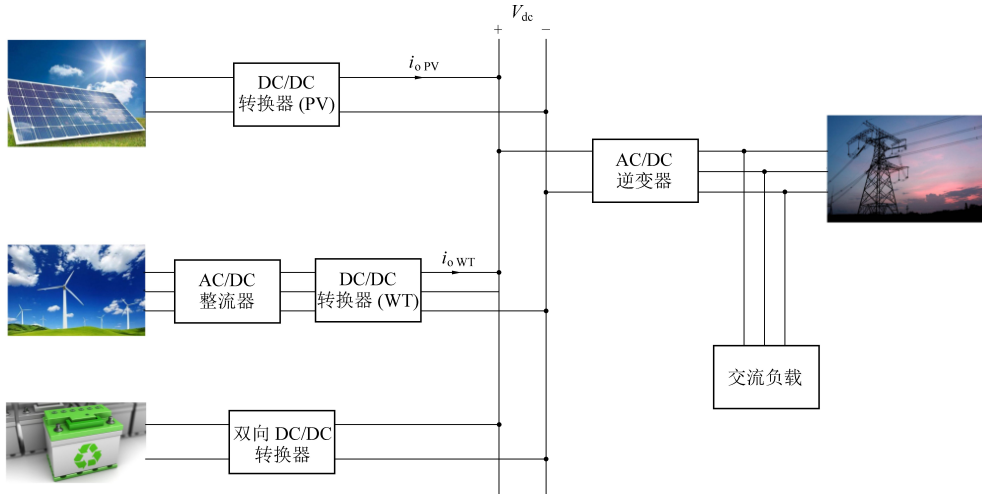 V_dc
+ −
DC/DC
转换器 (PV)
i_o PV
AC/DC
逆变器
AC/DC
整流器
DC/DC
转换器 (WT)
i_o WT
交流负载
双向 DC/DC
转换器